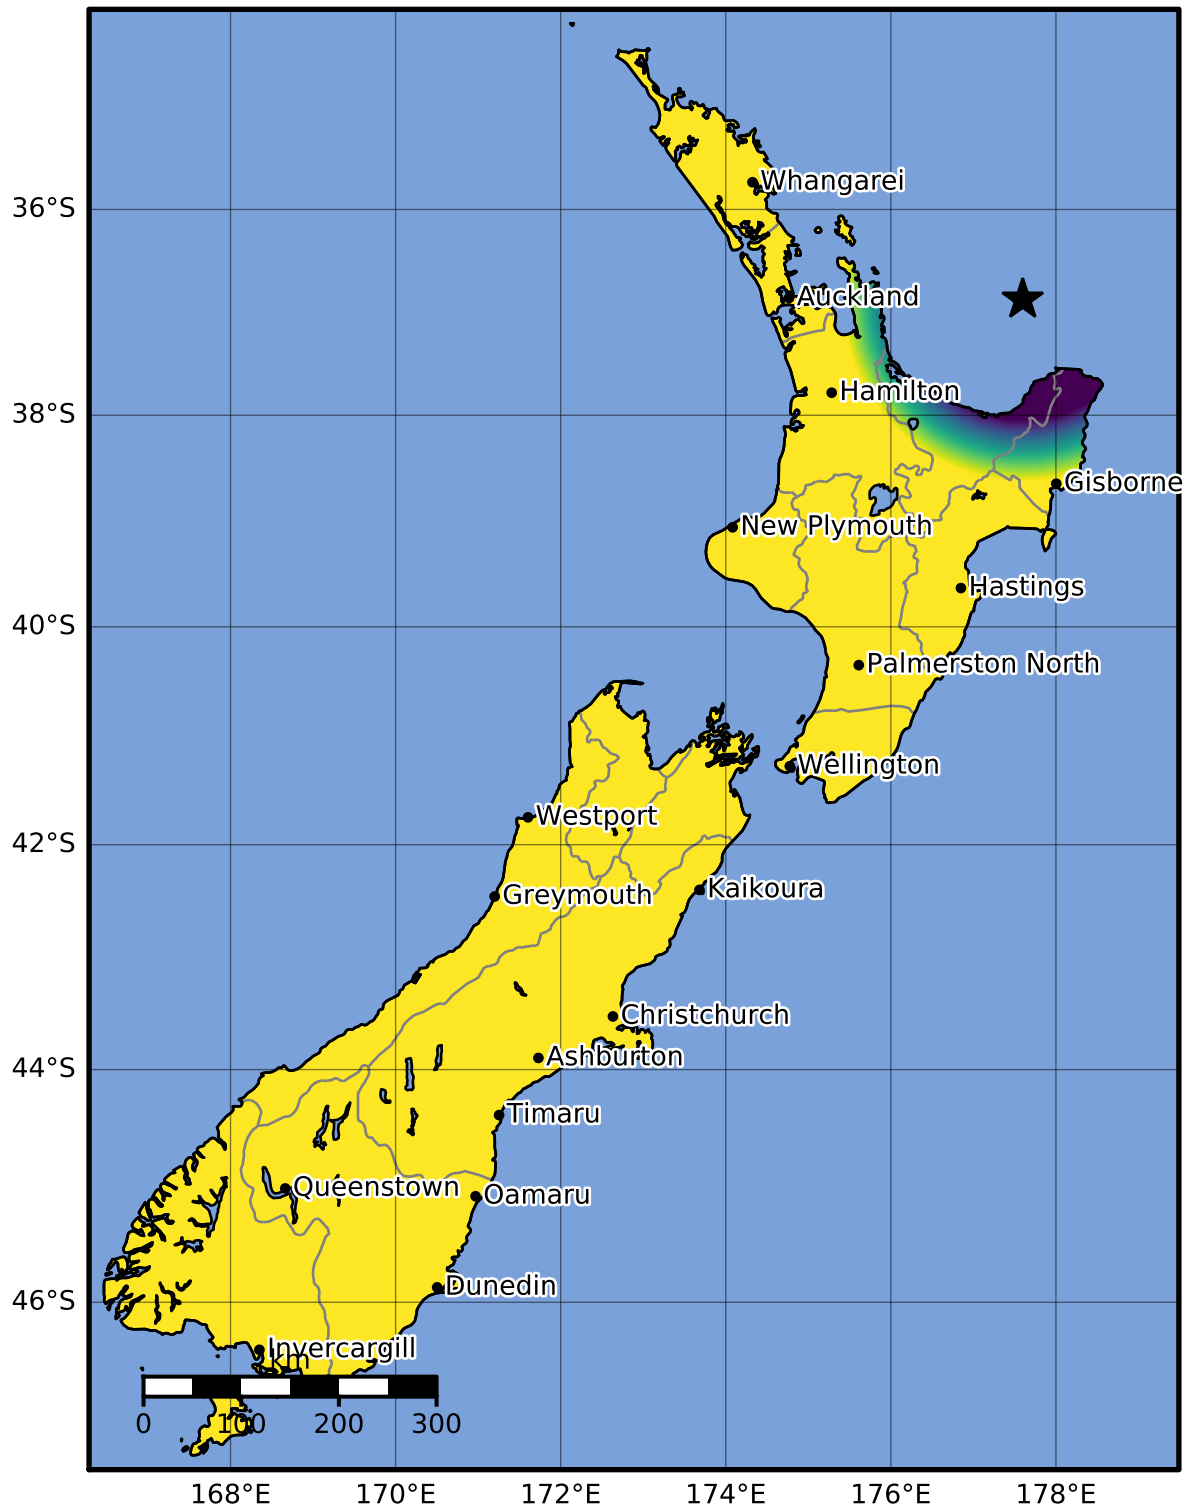 Whangarei
36°S
Auckland
38°S
Hamilton
Gisborne
New Plymouth
Hastings
40°S
Palmerston North
Wellington
Westport
42°S
Kaikoura
Greymouth
Christchurch
Ashburton
44°S
Timaru
Queenstown
Oamaru
Dunedin
46°S
Invercargill
km
0 100 200 300
168°E 170°E 172°E 174°E 176°E 178°E